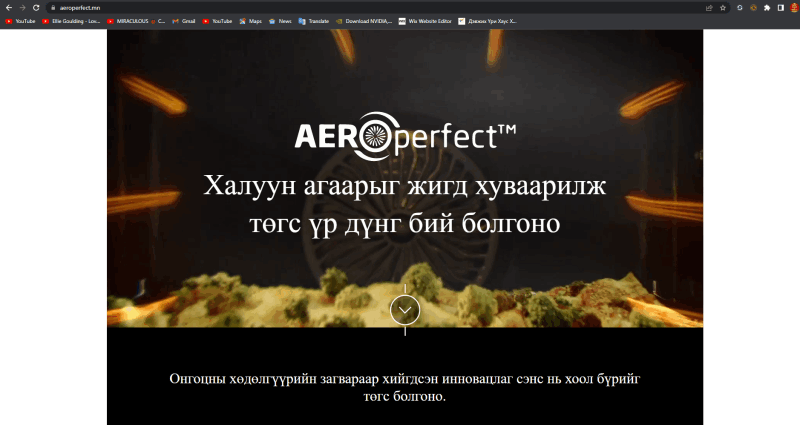 aeroperfect.mn
YouTube
Ellie Goulding - Lov...
MIRACULOUS
C...
Gmail
YouTube
Maps
News
Translate
Download NVIDIA,...
Wix Website Editor
Дэвжих Үри Хаус Х...
AEROperfect™
Халуун агаарыг жигд хуваарилж
төгс үр дүнг бий болгоно
Онгоцны хөдөлгүүрийн загвараар хийгдсэн инновацлаг сэнс нь хоол бүрийг
төгс болгоно.